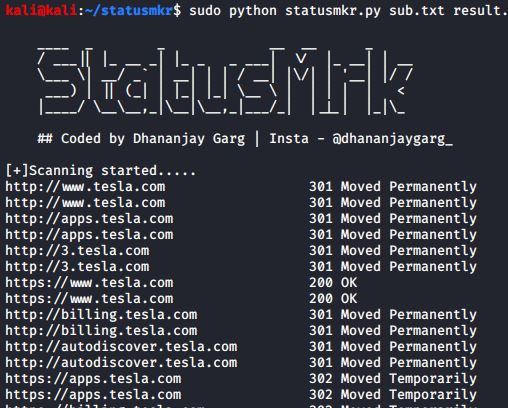 kali@kali:~/statusmkr$ sudo python statusmkr.py sub.txt result.
StatusMrk
## Coded by Dhananjay Garg | Insta - @dhananjaygarg_
[+]Scanning started.....
http://www.tesla.com 301 Moved Permanently
http://www.tesla.com 301 Moved Permanently
http://apps.tesla.com 301 Moved Permanently
http://apps.tesla.com 301 Moved Permanently
http://3.tesla.com 301 Moved Permanently
http://3.tesla.com 301 Moved Permanently
https://www.tesla.com 200 OK
https://www.tesla.com 200 OK
http://billing.tesla.com 301 Moved Permanently
http://billing.tesla.com 301 Moved Permanently
http://autodiscover.tesla.com 301 Moved Permanently
http://autodiscover.tesla.com 301 Moved Permanently
https://apps.tesla.com 302 Moved Temporarily
https://apps.tesla.com 302 Moved Temporarily